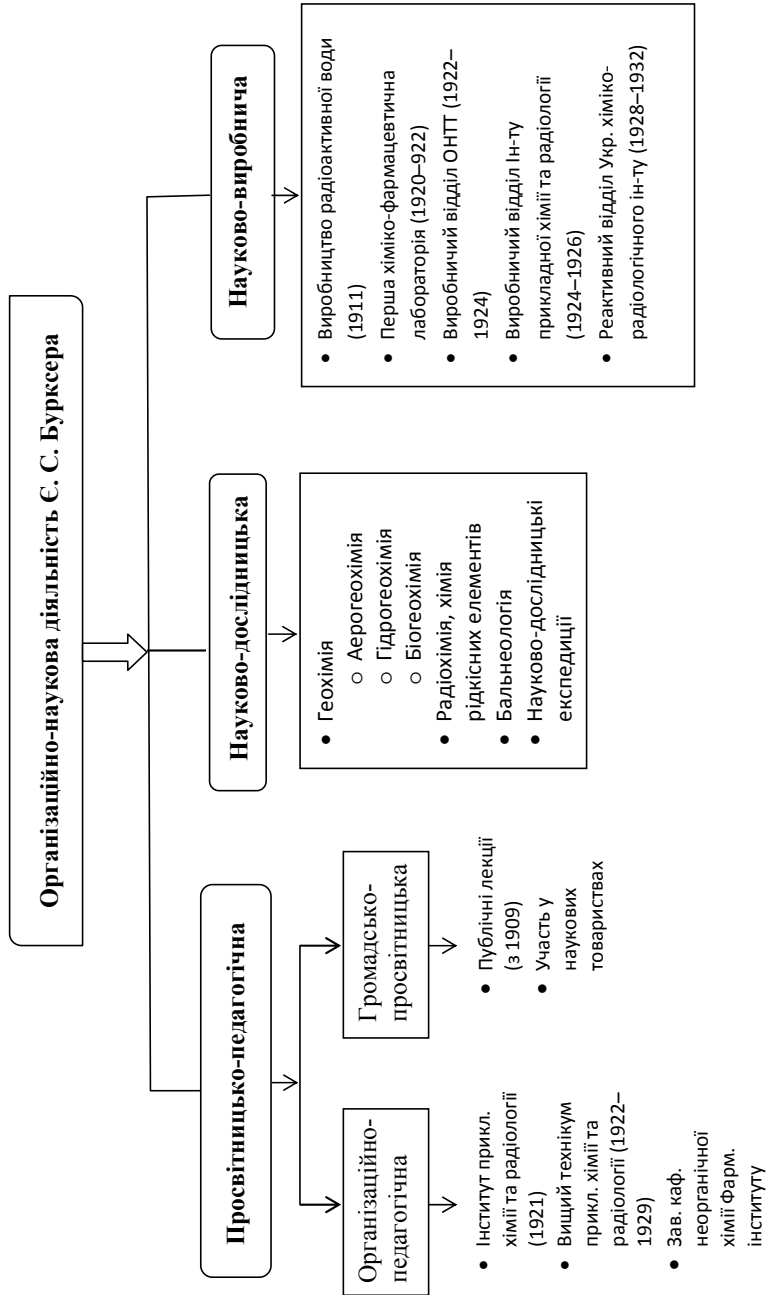 Організаційно-наукова діяльність Є. С. Бурксера
Просвітницько-педагогічна
Організаційно-
педагогічна
● Інститут прикл.
хімії та радіології
(1921)
● Вищий технікум
прикл. хімії та
радіології (1922–
1929)
● Зав. каф.
неорганічної
хімії Фарм.
інституту
Громадсько-
просвітницька
● Публічні лекції
(з 1909)
● Участь у
наукових
товариствах
Науково-дослідницька
● Геохімія
○ Аерогеохімія
○ Гідрогеохімія
○ Біогеохімія
● Радіохімія, хімія
рідкісних елементів
● Бальнеологія
● Науково-дослідницькі
експедиції
Науково-виробнича
● Виробництво радіоактивної води
(1911)
● Перша хіміко-фармацевтична
лабораторія (1920–922)
● Виробничий відділ ОНТТ (1922–
1924)
● Виробничий відділ Ін-ту
прикладної хімії та радіології
(1924–1926)
● Реактивний відділ Укр. хіміко-
радіологічного ін-ту (1928–1932)